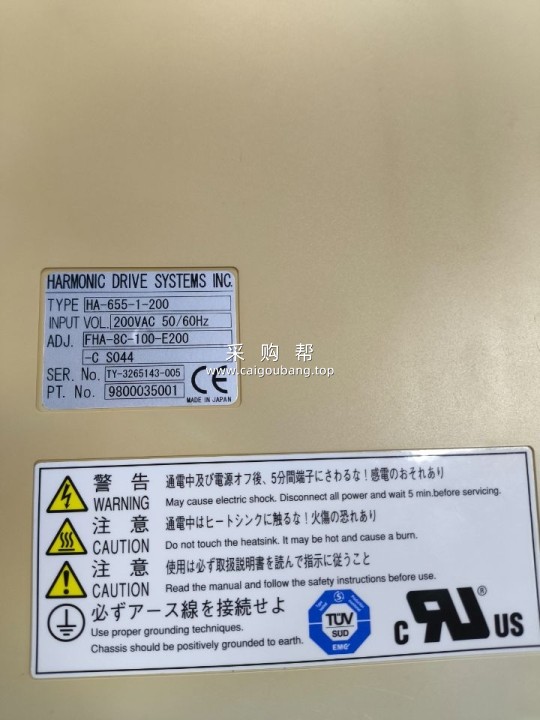 HARMONIC DRIVE SYSTEMS INC.
TYPE HA-655-1-200
INPUT VOL. 200VAC 50/60Hz
ADJ. FHA-8C-100-E200
-C S044
SER. No. TY-3265143-005
PT. No. 9800035001
CE
MADE IN JAPAN
采购帮
www.caigoubang.top
警告 通電中及び電源オフ後、5分間端子にさわるな!感電のおそれあり
WARNING May cause electric shock. Disconnect all power and wait 5 min.before servicing.
注意 通電中はヒートシンクに触るな!火傷の恐れあり
CAUTION Do not touch the heatsink. It may be hot and cause a burn.
注意 使用は必ず取扱説明書を読んで指示に従うこと
CAUTION Read the manual and follow the safety instructions before use.
必ずアース線を接続せよ
Use proper grounding techniques.
Chassis should be positively grounded to earth.
TÜV
SUD
EMC
C RU ® US